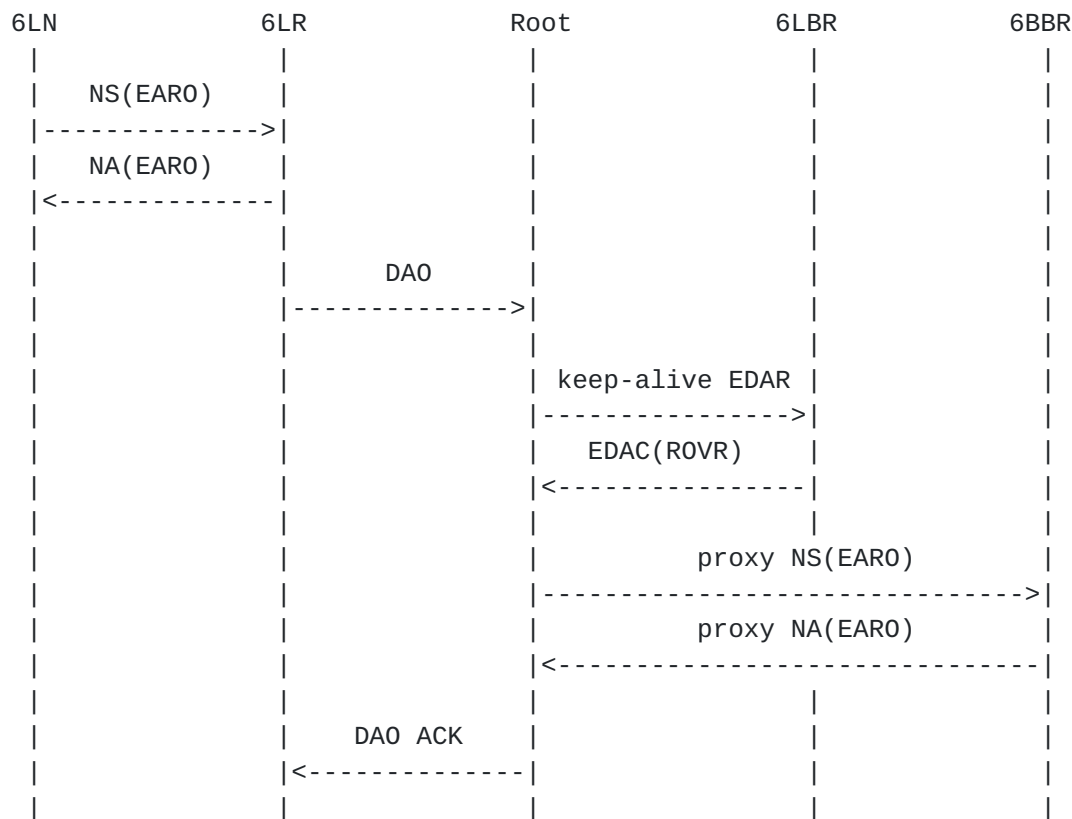 6LN 6LR Root 6LBR 6BBR
NS(EARO)
NA(EARO)
DAO
keep-alive EDAR
EDAC(ROVR)
proxy NS(EARO)
proxy NA(EARO)
DAO ACK